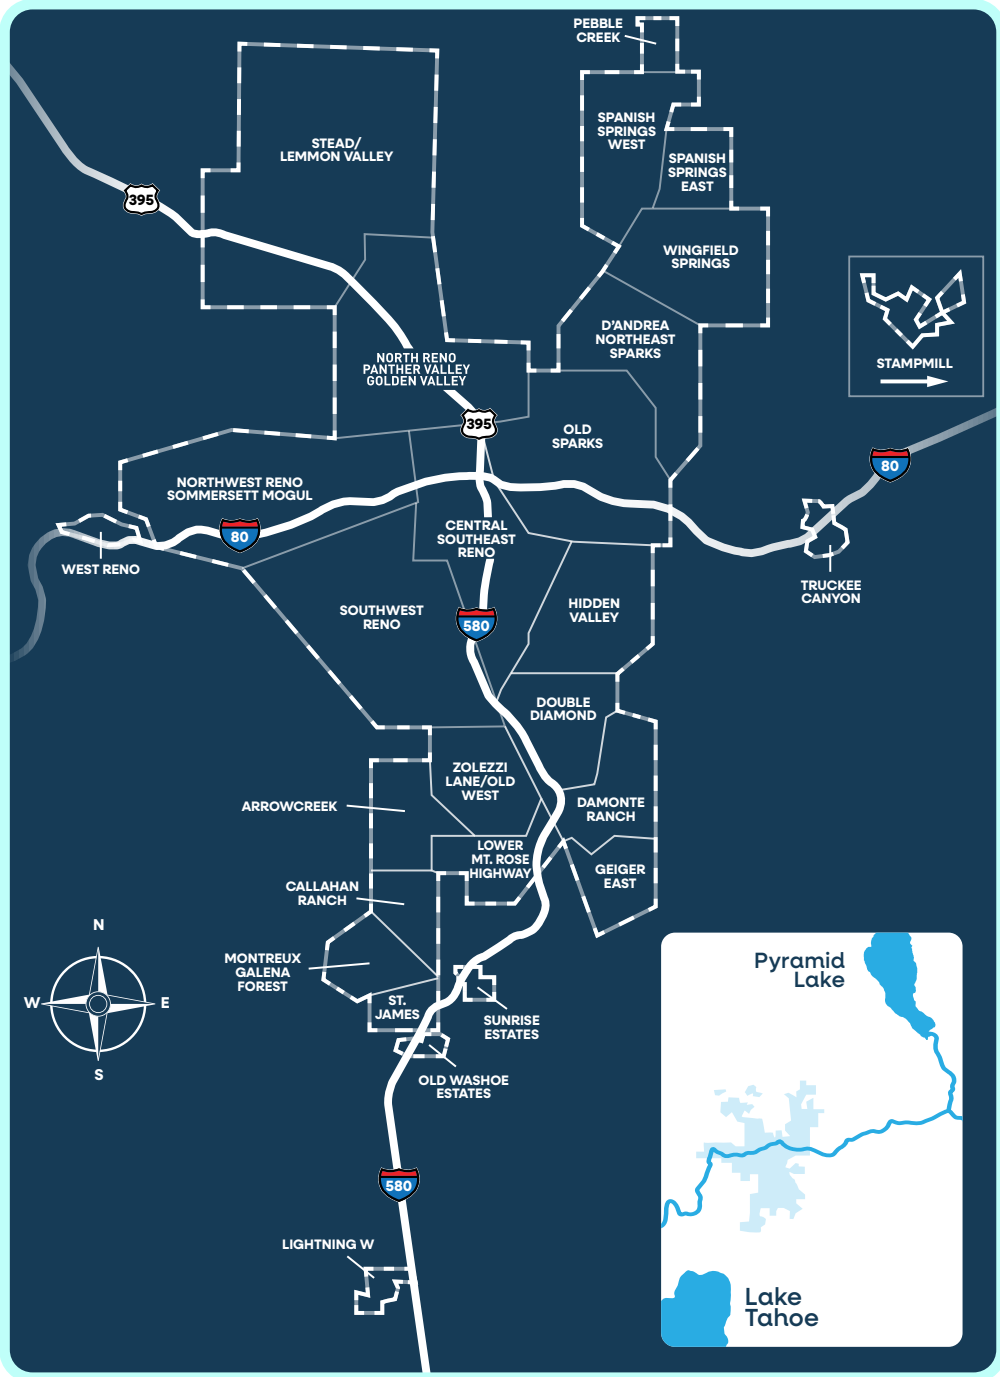 PEBBLE
CREEK
STEAD/
LEMMON VALLEY
SPANISH
SPRINGS
WEST
SPANISH
SPRINGS
EAST
395
WINGFIELD
SPRINGS
D'ANDREA
NORTHEAST
SPARKS
STAMPMILL
NORTH RENO
PANTHER VALLEY
GOLDEN VALLEY
395
OLD
SPARKS
80
NORTHWEST RENO
SOMMERSETT MOGUL
80
CENTRAL
SOUTHEAST
RENO
WEST RENO
TRUCKEE
CANYON
SOUTHWEST
RENO
580
HIDDEN
VALLEY
DOUBLE
DIAMOND
ZOLEZZI
LANE/OLD
WEST
ARROWCREEK
DAMONTE
RANCH
LOWER
MT. ROSE
HIGHWAY
GEIGER
EAST
CALLAHAN
RANCH
MONTREUX
GALENA
FOREST
ST.
JAMES
SUNRISE
ESTATES
OLD WASHOE
ESTATES
N
W
E
S
580
LIGHTNING W
Pyramid
Lake
Lake
Tahoe